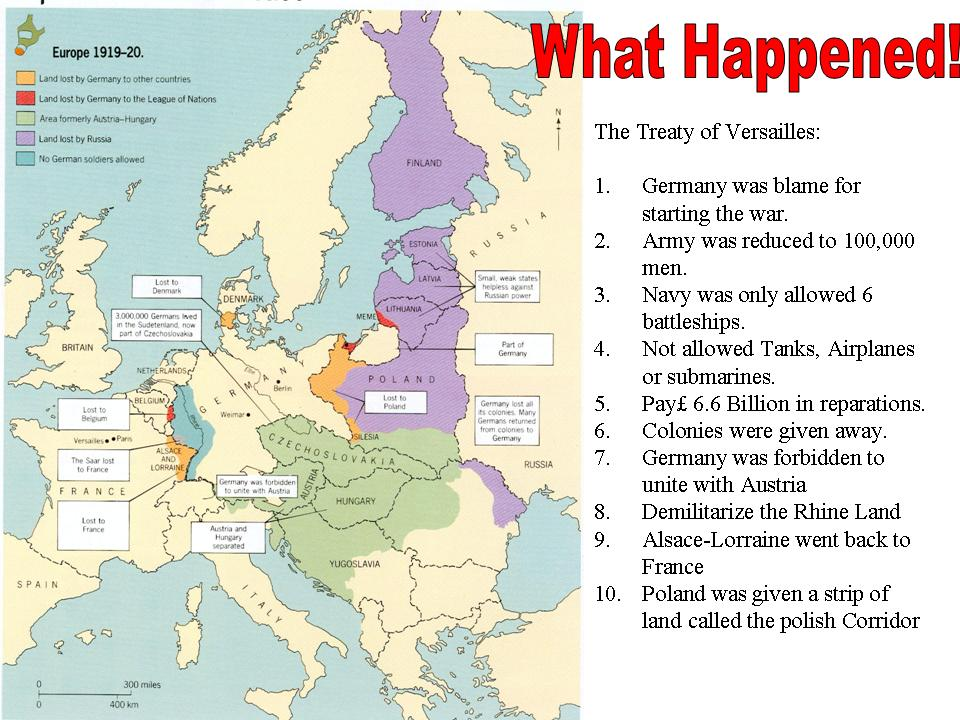 What Happened!
Europe 1919–20.
Land lost by Germany to other countries
Land lost by Germany to the League of Nations
Area formerly Austria–Hungary
Land lost by Russia
No German soldiers allowed
N
FINLAND
RUSSIA
ESTONIA
LATVIA
LITHUANIA
Small, weak states
helpless against
Russian power
Lost to
Denmark
DENMARK
3,000,000 Germans lived
in the Sudetenland, now
part of Czechoslovakia
MEME
Part of
Germany
BRITAIN
NETHERLANDS
Elbe
GERMANY
Berlin
POLAND
Lost to
Poland
BELGIUM
Lost to
Belgium
Weimar
Germany lost all
its colonies. Many
Germans returned
from colonies to
Germany
SILESIA
Versailles
Paris
CZECHOSLOVAKIA
The Saar lost
to France
ALSACE
AND
LORRAINE
RUSSIA
Germany was forbidden
to unite with Austria
FRANCE
AUSTRIA
HUNGARY
Lost to
France
Austria and
Hungary
separated
YUGOSLAVIA
SPAIN
ITALY
0
300 miles
0
400 km
The Treaty of Versailles:
1. Germany was blame for
starting the war.
2. Army was reduced to 100,000
men.
3. Navy was only allowed 6
battleships.
4. Not allowed Tanks, Airplanes
or submarines.
5. Pay£ 6.6 Billion in reparations.
6. Colonies were given away.
7. Germany was forbidden to
unite with Austria
8. Demilitarize the Rhine Land
9. Alsace-Lorraine went back to
France
10. Poland was given a strip of
land called the polish Corridor